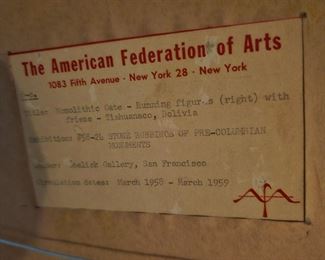 The American Federation of Arts
1083 Fifth Avenue · New York 28 · New York
Title: Monolithic Gate - Running figures (right) with
frieze - Tiahuanaco, Bolivia
Exhibition: #58-24 STONE RUBBINGS OF PRE-COLUMBIAN
MONUMENTS
Lender: Gallery, San Francisco
Circulation dates: March 1958 - March 1959